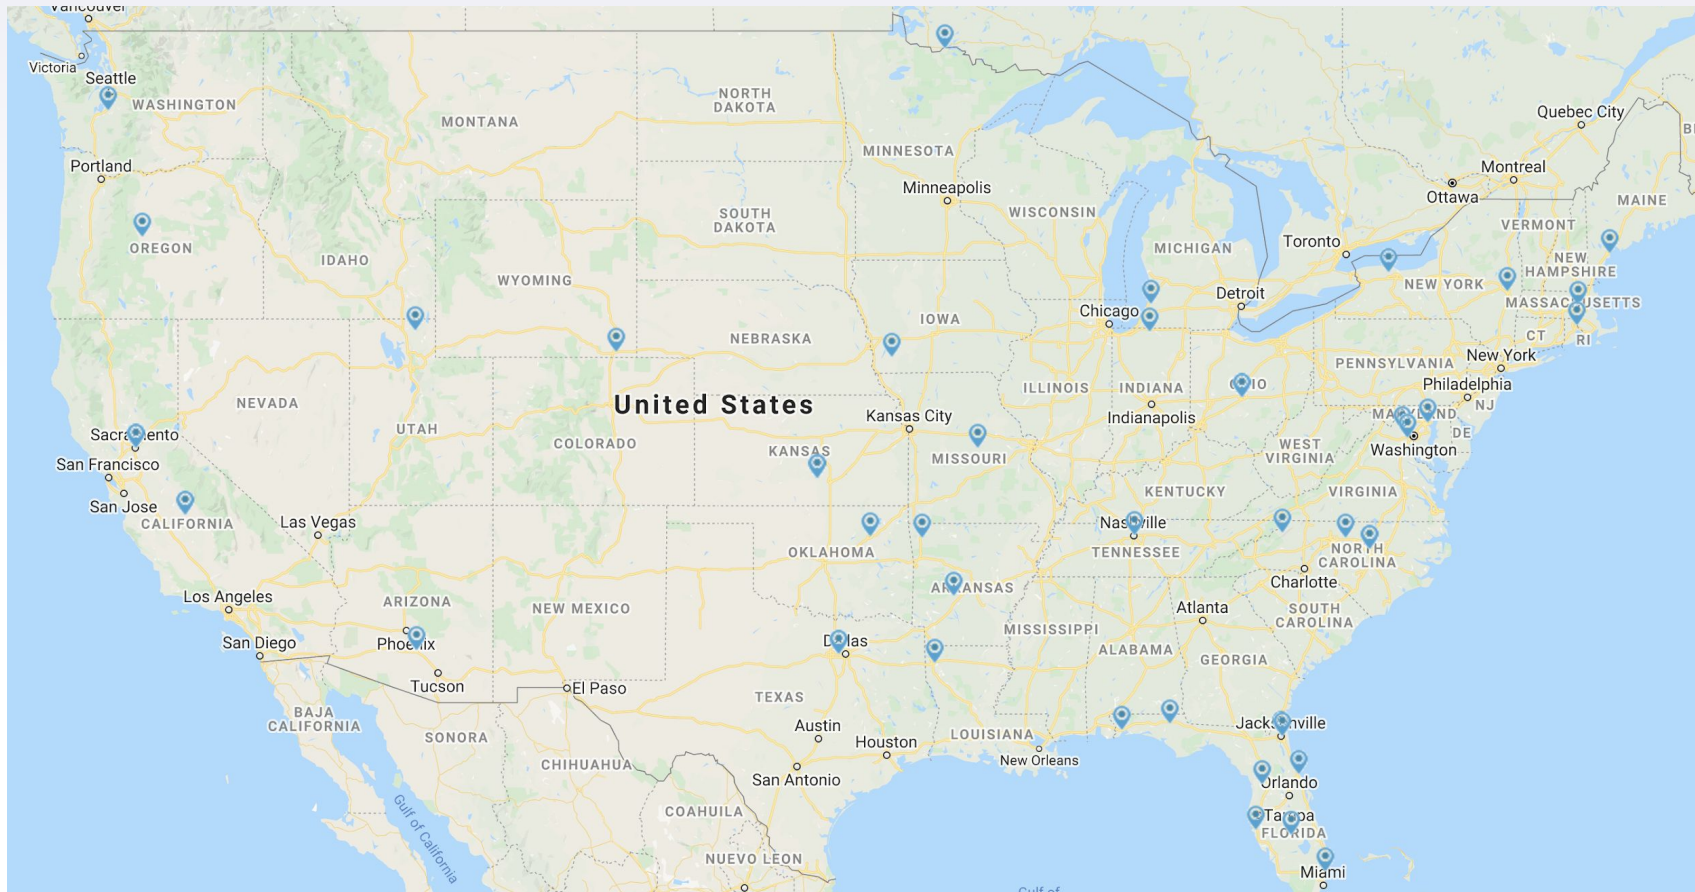 Vancouver
Victoria
Seattle
WASHINGTON
MONTANA
NORTH
DAKOTA
MINNESOTA
Quebec City
Portland
Minneapolis
Montreal
Ottawa
MAINE
OREGON
IDAHO
SOUTH
DAKOTA
WISCONSIN
MICHIGAN
Toronto
VERMONT
NEW
HAMPSHIRE
WYOMING
Detroit
NEW YORK
MASSACHUSETTS
Chicago
IOWA
NEBRASKA
CT
RI
PENNSYLVANIA
New York
NEVADA
United States
ILLINOIS
INDIANA
OHIO
Philadelphia
NJ
Kansas City
Indianapolis
MARYLAND
UTAH
COLORADO
Sacramento
DE
KANSAS
MISSOURI
WEST
VIRGINIA
Washington
San Francisco
San Jose
KENTUCKY
VIRGINIA
CALIFORNIA
Las Vegas
Nashville
OKLAHOMA
TENNESSEE
NORTH
CAROLINA
Charlotte
Los Angeles
ARIZONA
NEW MEXICO
ARKANSAS
Atlanta
SOUTH
CAROLINA
San Diego
Phoenix
Dallas
MISSISSIPPI
ALABAMA
GEORGIA
Tucson
El Paso
TEXAS
BAJA
CALIFORNIA
SONORA
Austin
Houston
LOUISIANA
Jacksonville
CHIHUAHUA
San Antonio
New Orleans
Orlando
Gulf of California
COAHUILA
Tampa
FLORIDA
NUEVO LEON
Miami
Gulf of